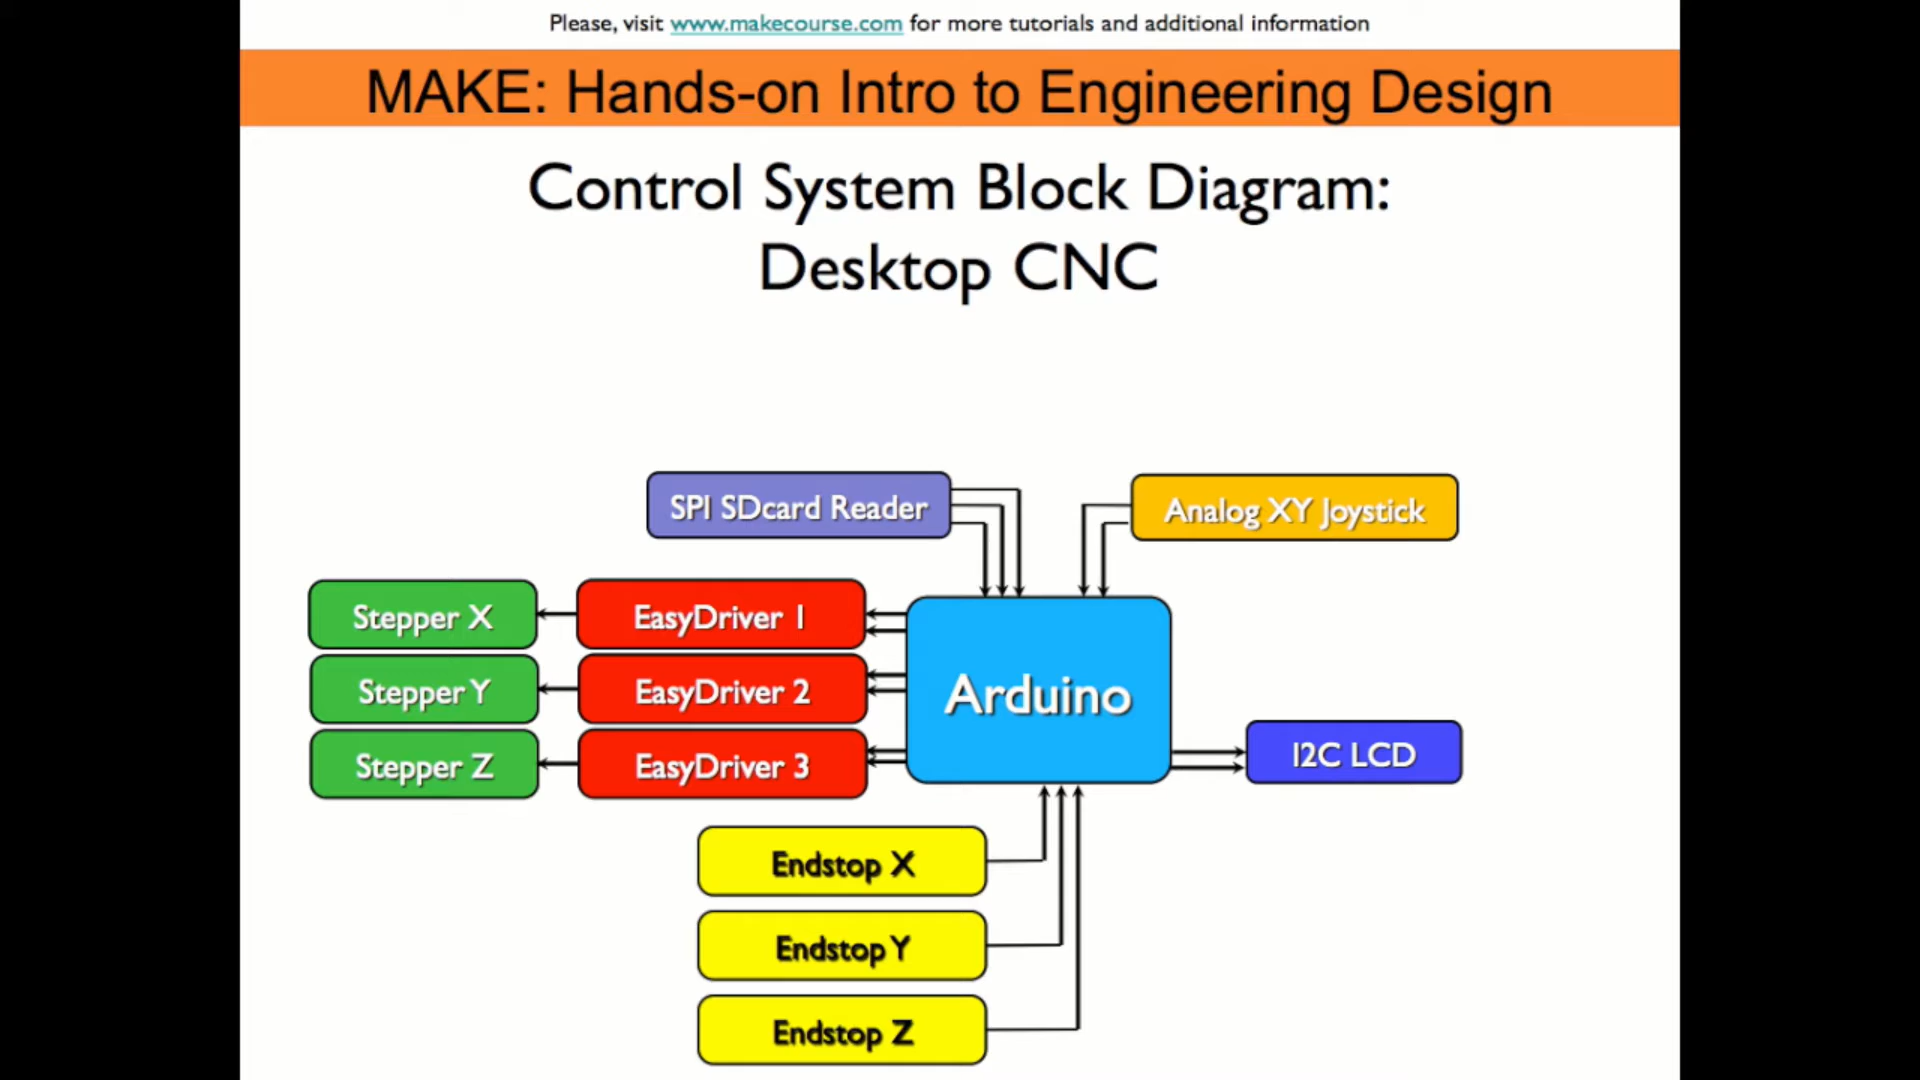 Please, visit www.makecourse.com for more tutorials and additional information
MAKE: Hands-on Intro to Engineering Design
Control System Block Diagram:
Desktop CNC
SPI SDcard Reader
Analog XY Joystick
Stepper X
EasyDriver 1
Stepper Y
EasyDriver 2
Arduino
Stepper Z
EasyDriver 3
I2C LCD
Endstop X
Endstop Y
Endstop Z